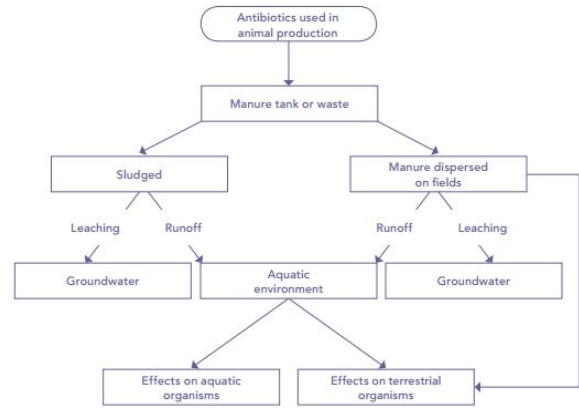 Antibiotics used in
animal production
Manure tank or waste
Sludged
Manure dispersed
on fields
Leaching
Runoff
Runoff
Leaching
Groundwater
Aquatic
environment
Groundwater
Effects on aquatic
organisms
Effects on terrestrial
organisms